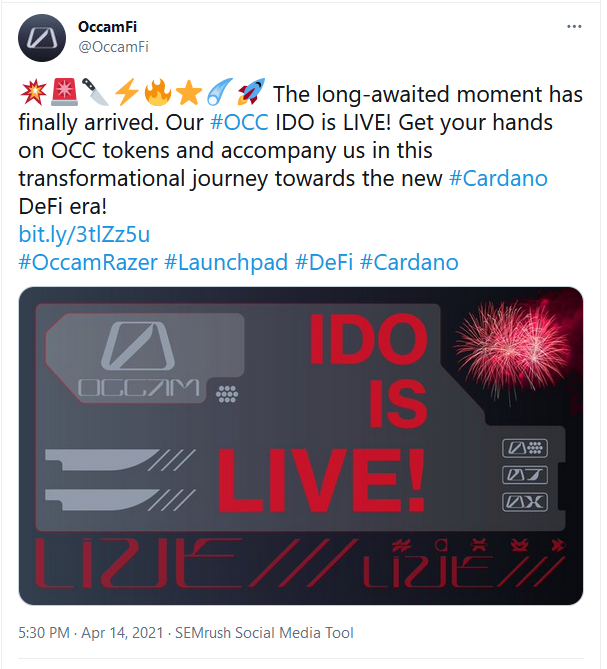 OccamFi
@OccamFi
💥🚨🔪⚡🔥⭐☄️🚀 The long-awaited moment has
finally arrived. Our #OCC IDO is LIVE! Get your hands
on OCC tokens and accompany us in this
transformational journey towards the new #Cardano
DeFi era!
bit.ly/3tlZz5u
#OccamRazer #Launchpad #DeFi #Cardano
OCCAM
IDO
IS
LIVE!
LIVE/// LIVE///
5:30 PM · Apr 14, 2021 · SEMrush Social Media Tool